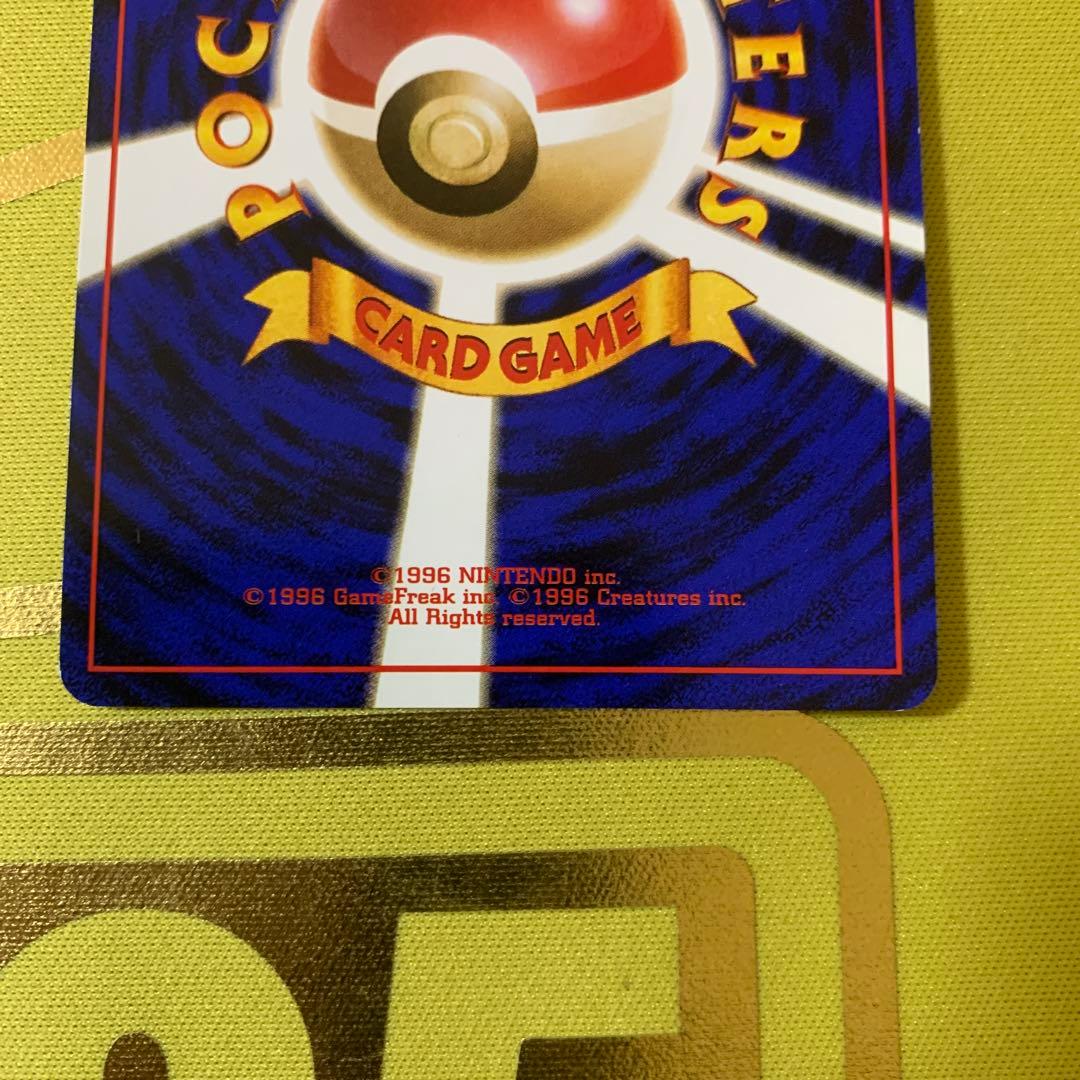 POC
ERS
CARD GAME
©1996 NINTENDO inc.
©1996 GameFreak inc. ©1996 Creatures inc.
All Rights reserved.